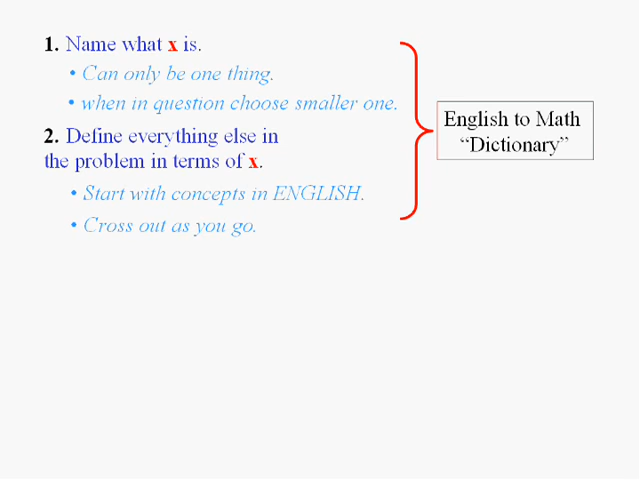 1. Name what x is.
• Can only be one thing.
• when in question choose smaller one.
2. Define everything else in
the problem in terms of x.
• Start with concepts in ENGLISH.
• Cross out as you go.
English to Math
“Dictionary”